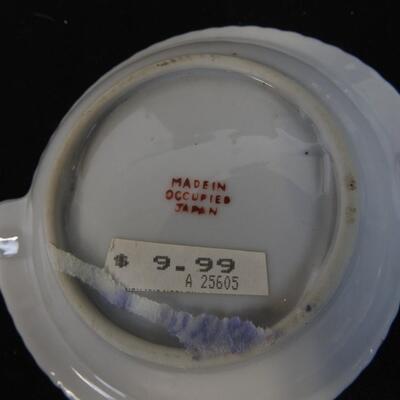 MADE IN
OCCUPIED
JAPAN
$ 9.99
A 25605